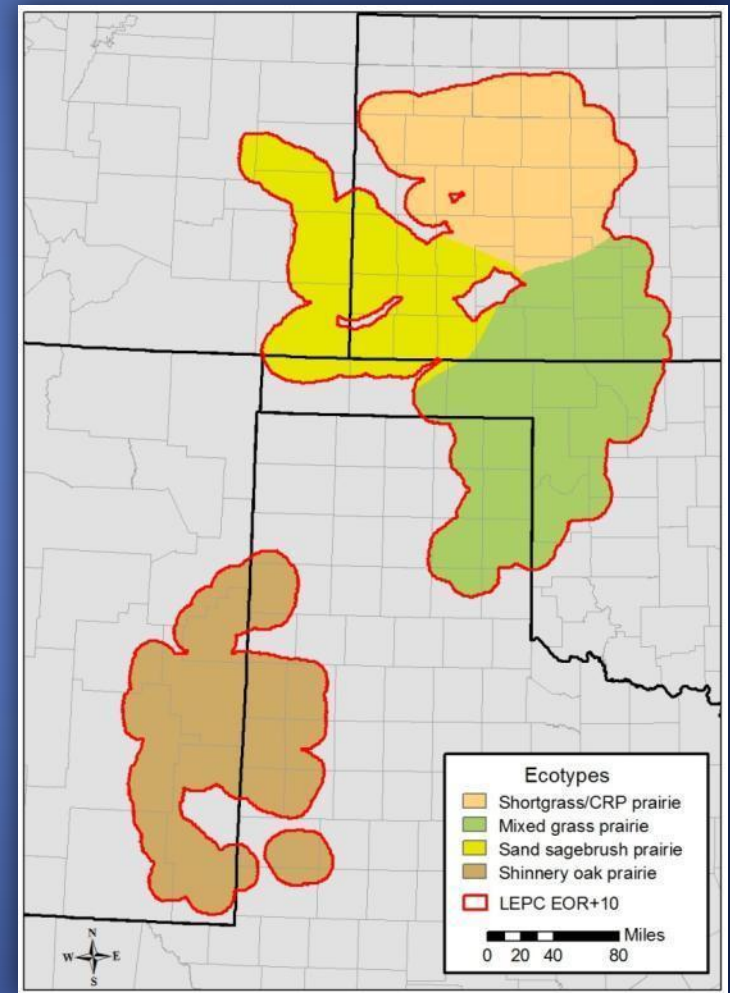 Ecotypes
Shortgrass/CRP prairie
Mixed grass prairie
Sand sagebrush prairie
Shinnery oak prairie
LEPC EOR+10
Miles
0 20 40 80
N
W E
S